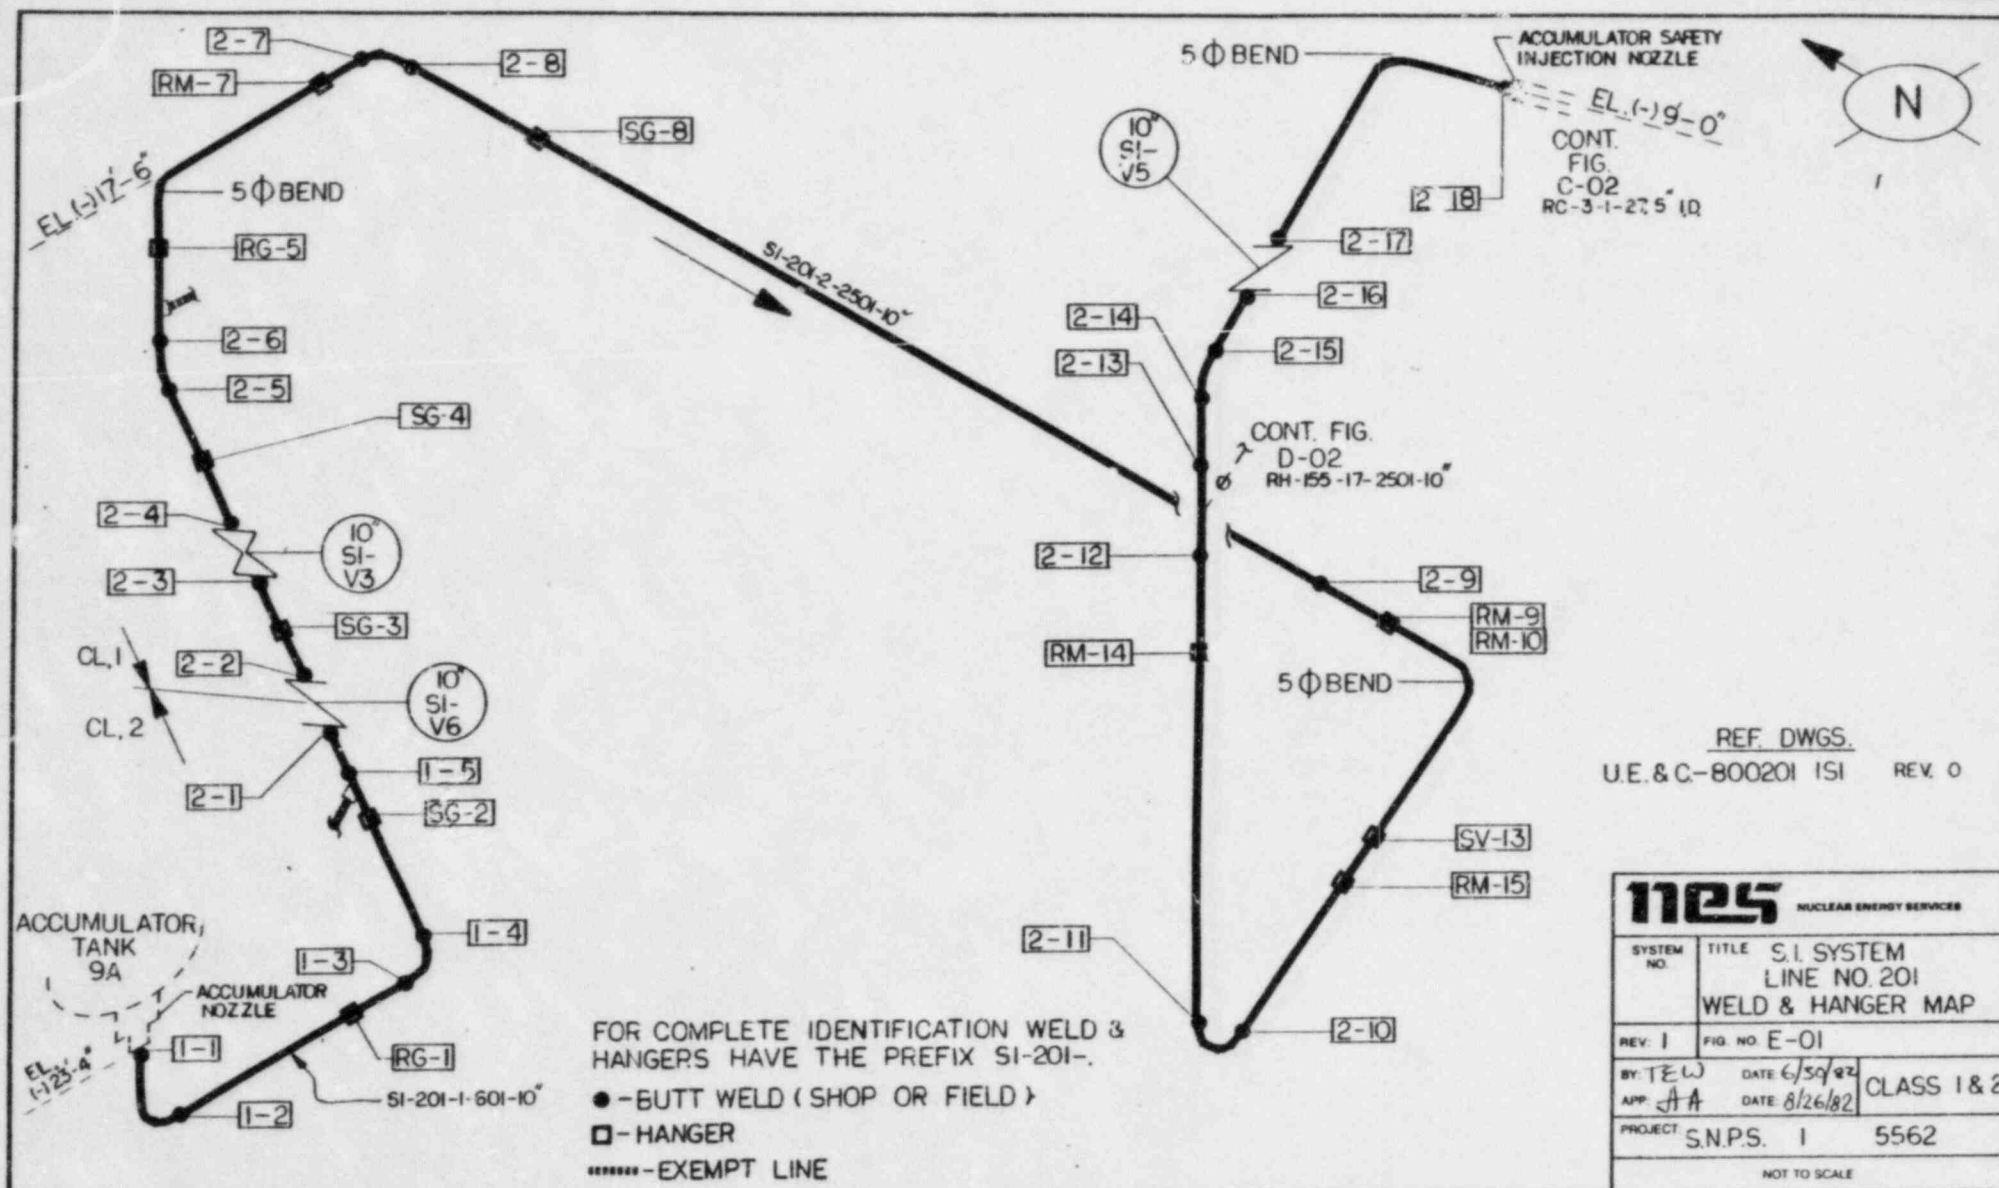 2-7
RM-7
2-8
SG-8
EL.(-)17'-6"
5 Φ BEND
RG-5
2-6
2-5
SG-4
2-4
10"
SI-
V3
2-3
SG-3
CL. 1
CL. 2
2-2
10"
SI-
V6
2-1
1-5
SG-2
1-4
1-3
ACCUMULATOR
TANK
9A
ACCUMULATOR
NOZZLE
1-1
EL.
(-)23'-4"
1-2
RG-1
SI-201-1-601-10"
SI-201-2-2501-10"
5 Φ BEND
ACCUMULATOR SAFETY
INJECTION NOZZLE
EL.(-)9'-0"
CONT.
FIG.
C-02
RC-3-1-27.5" I.D.
N
10"
SI-
V5
2-18
2-17
2-16
2-14
2-15
2-13
CONT. FIG.
D-02
RH-155-17-2501-10"
2-12
2-9
RM-9
RM-10
RM-14
5 Φ BEND
SV-13
RM-15
2-11
2-10
FOR COMPLETE IDENTIFICATION WELD &
HANGERS HAVE THE PREFIX SI-201-.
-BUTT WELD (SHOP OR FIELD)
-HANGER
-EXEMPT LINE
REF. DWGS.
U.E.&C.-800201 ISI REV. 0
nes NUCLEAR ENERGY SERVICES
SYSTEM NO.
TITLE S.I. SYSTEM
LINE NO. 201
WELD & HANGER MAP
REV: 1 FIG. NO. E-01
BY: TEW DATE 6/30/82
APP: AA DATE: 8/26/82
CLASS 1 & 2
PROJECT S.N.P.S. 1 5562
NOT TO SCALE